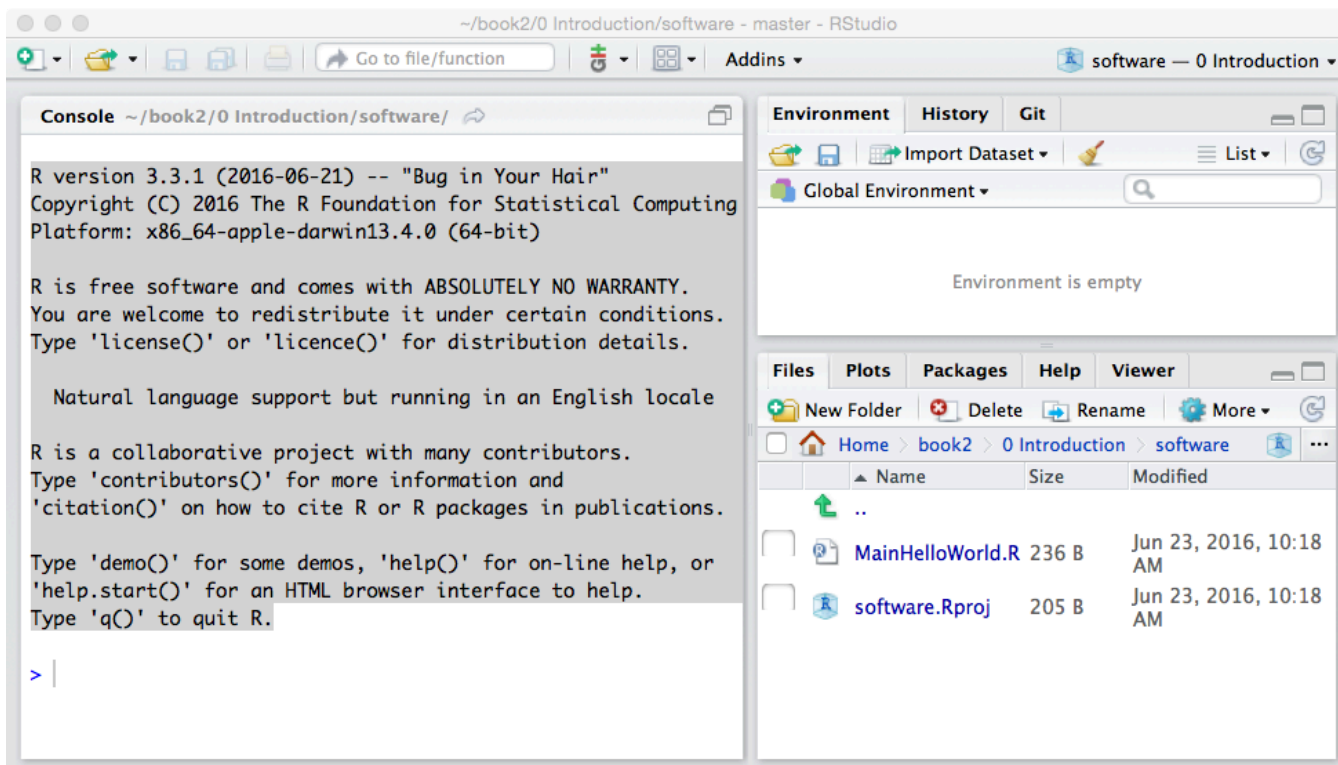 ~/book2/0 Introduction/software - master - RStudio
Go to file/function
Addins
software — 0 Introduction
Console ~/book2/0 Introduction/software/
R version 3.3.1 (2016-06-21) -- "Bug in Your Hair"
Copyright (C) 2016 The R Foundation for Statistical Computing
Platform: x86_64-apple-darwin13.4.0 (64-bit)
R is free software and comes with ABSOLUTELY NO WARRANTY.
You are welcome to redistribute it under certain conditions.
Type 'license()' or 'licence()' for distribution details.
Natural language support but running in an English locale
R is a collaborative project with many contributors.
Type 'contributors()' for more information and
'citation()' on how to cite R or R packages in publications.
Type 'demo()' for some demos, 'help()' for on-line help, or
'help.start()' for an HTML browser interface to help.
Type 'q()' to quit R.
>
Environment History Git
Import Dataset List
Global Environment
Environment is empty
Files Plots Packages Help Viewer
New Folder Delete Rename More
Home > book2 > 0 Introduction > software ...
Name Size Modified
..
MainHelloWorld.R 236 B Jun 23, 2016, 10:18
AM
software.Rproj 205 B Jun 23, 2016, 10:18
AM